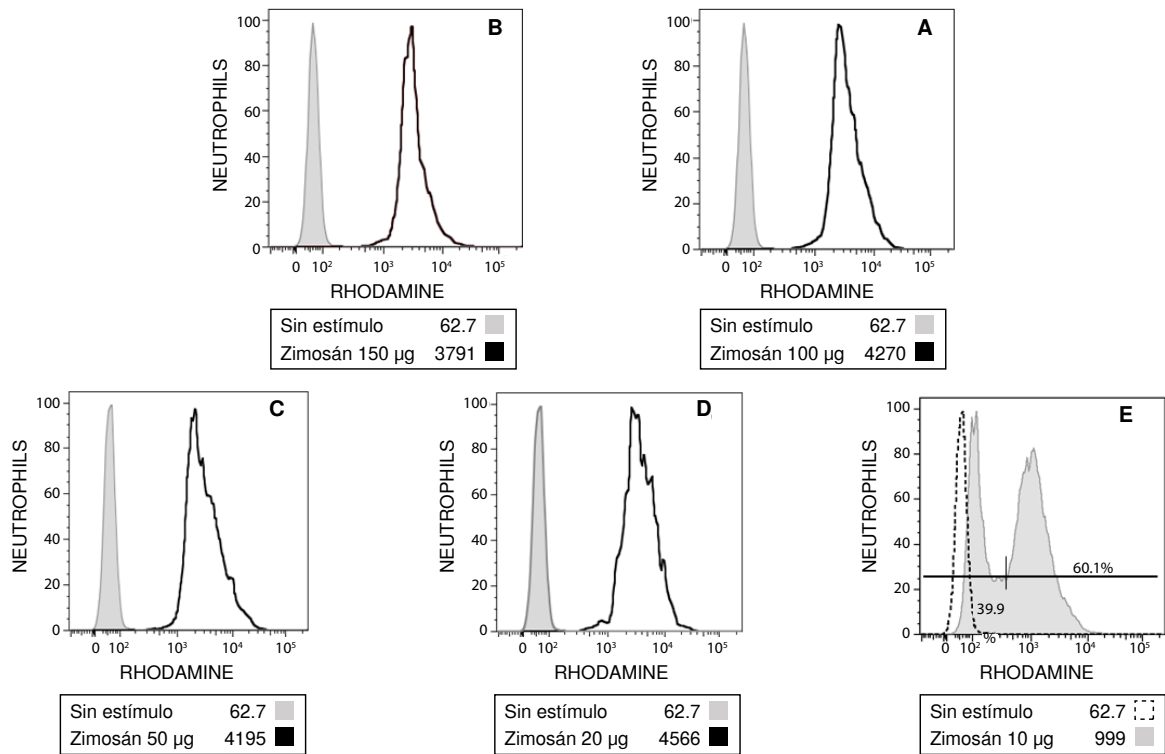 B
NEUTROPHILS
100
80
60
40
20
0
0 10² 10³ 10⁴ 10⁵
RHODAMINE
Sin estímulo 62.7
Zimosán 150 µg 3791
A
NEUTROPHILS
100
80
60
40
20
0
0 10² 10³ 10⁴ 10⁵
RHODAMINE
Sin estímulo 62.7
Zimosán 100 µg 4270
C
NEUTROPHILS
100
80
60
40
20
0
0 10² 10³ 10⁴ 10⁵
RHODAMINE
Sin estímulo 62.7
Zimosán 50 µg 4195
D
NEUTROPHILS
100
80
60
40
20
0
0 10² 10³ 10⁴ 10⁵
RHODAMINE
Sin estímulo 62.7
Zimosán 20 µg 4566
E
NEUTROPHILS
100
80
60
40
20
0
60.1%
39.9
%
0 10² 10³ 10⁴ 10⁵
RHODAMINE
Sin estímulo 62.7
Zimosán 10 µg 999